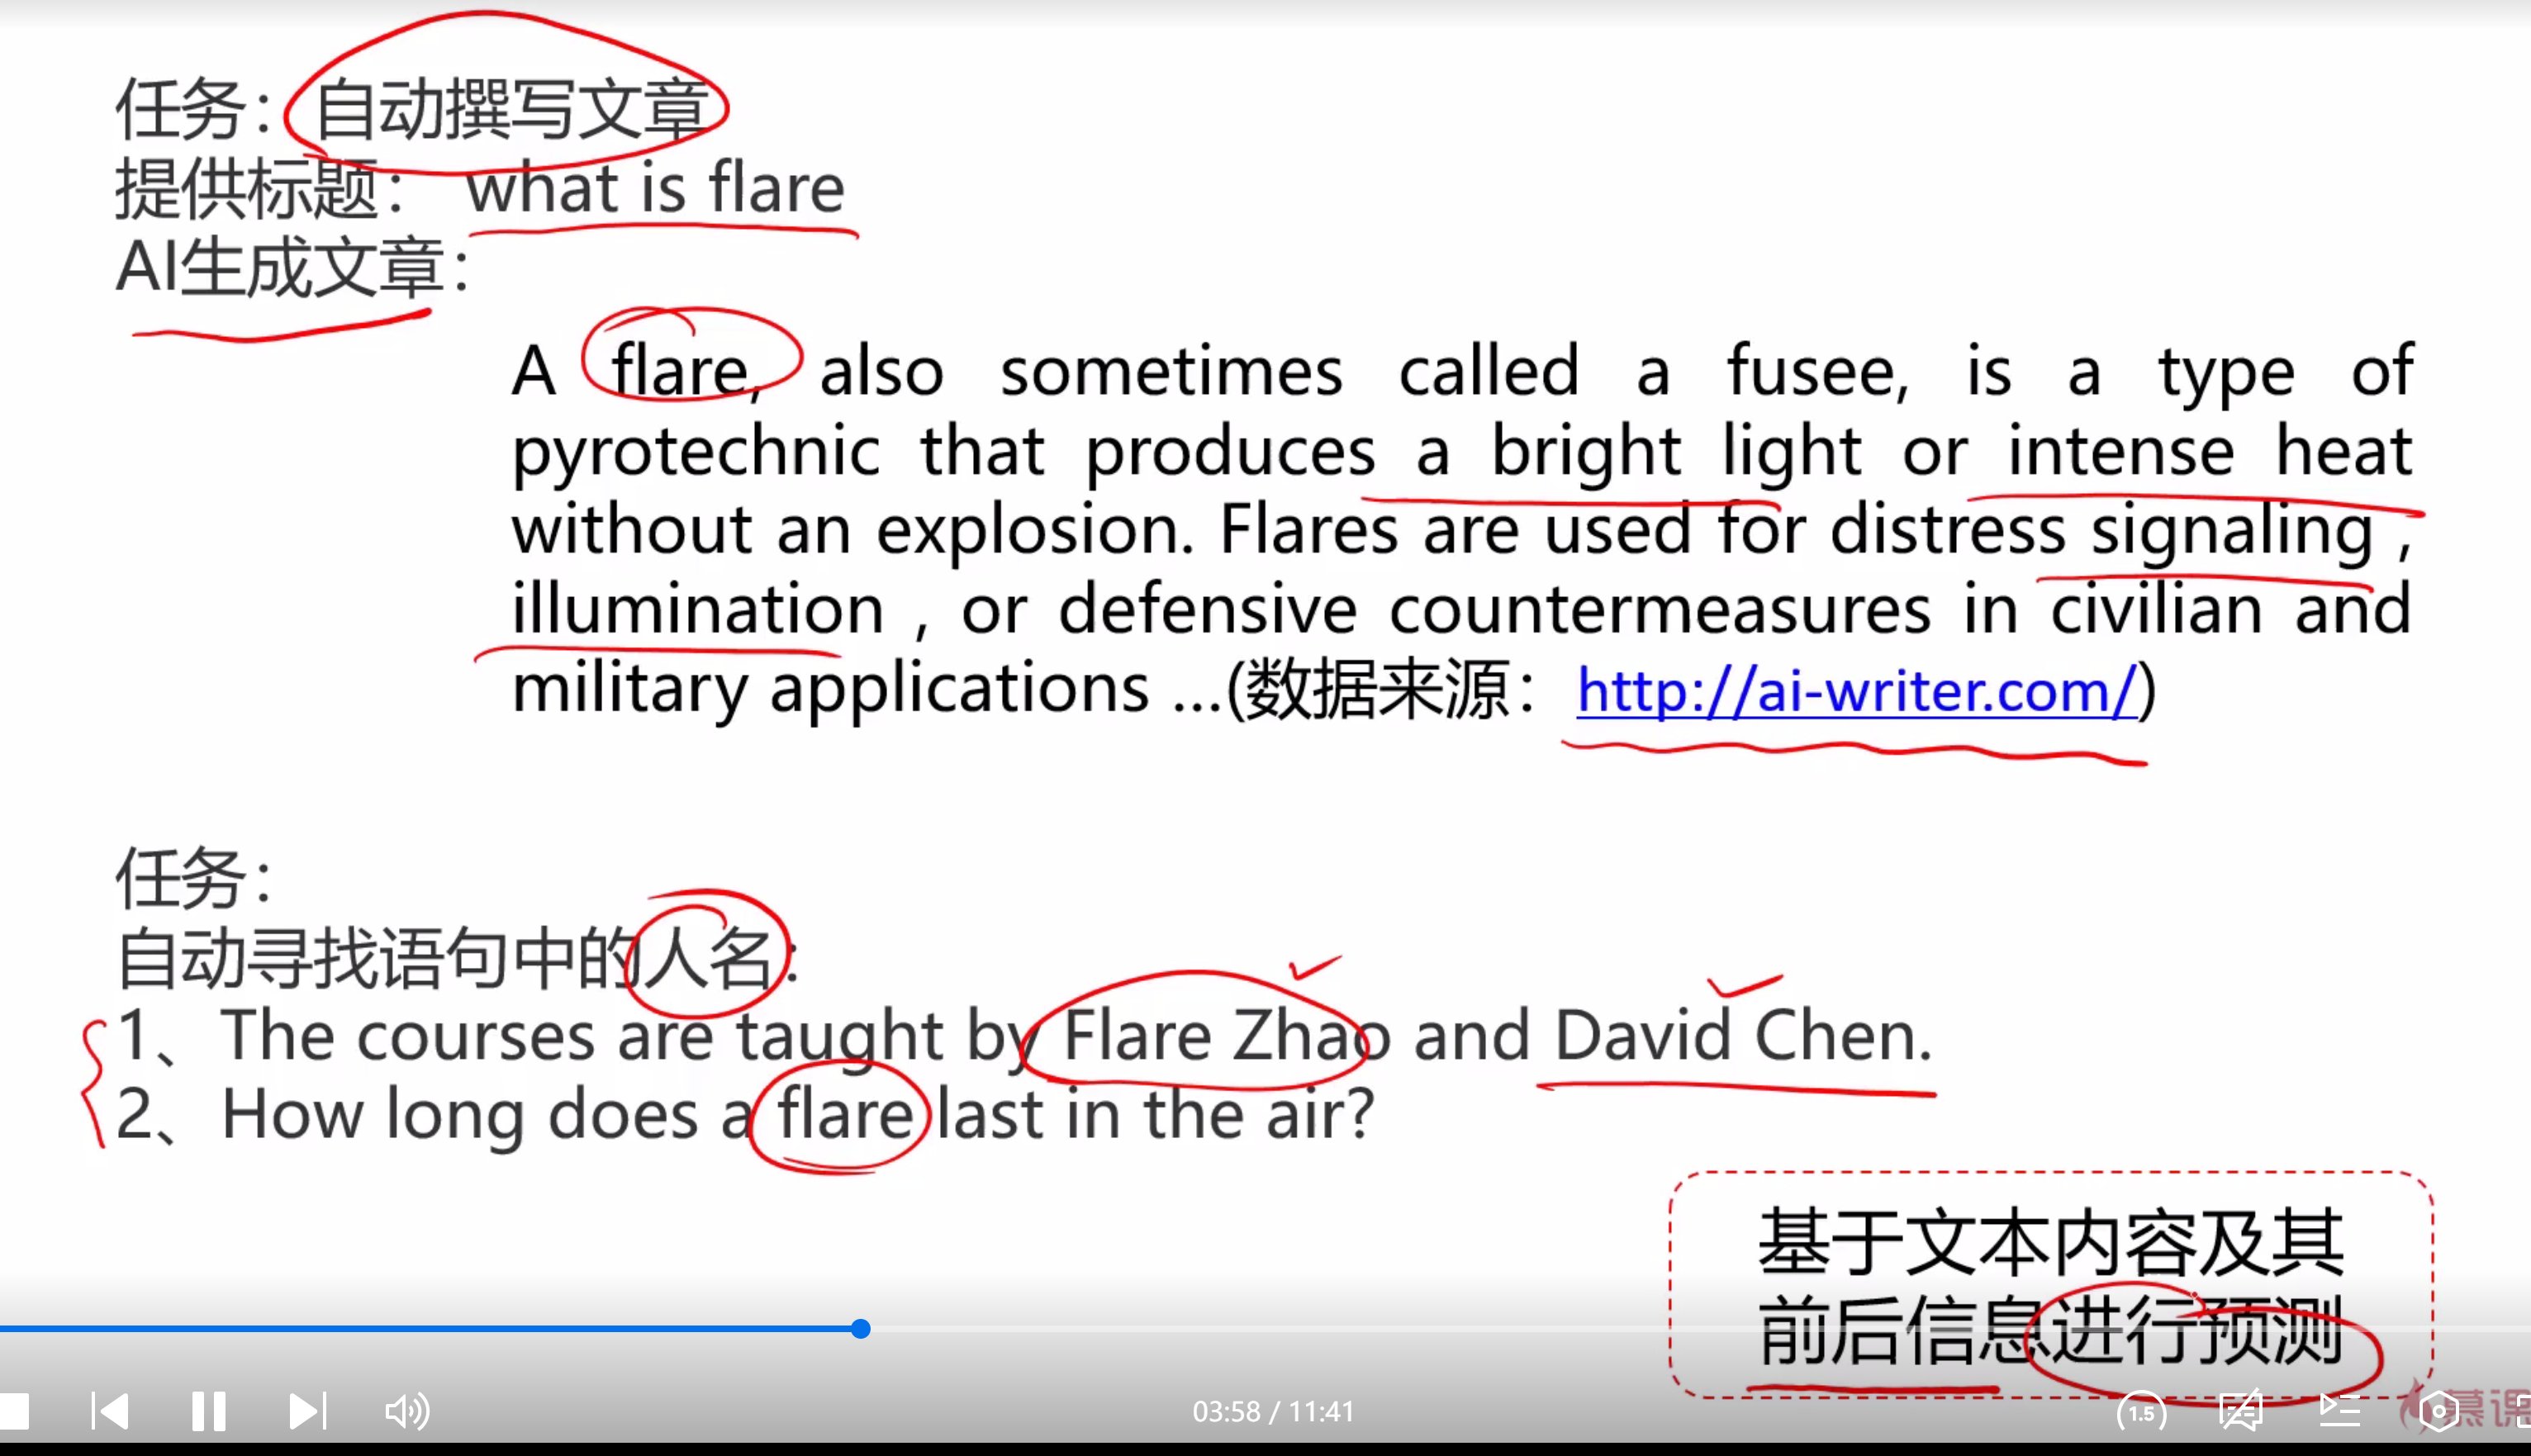 任务：自动撰写文章
提供标题： what is flare
AI生成文章：
A flare, also sometimes called a fusee, is a type of
pyrotechnic that produces a bright light or intense heat
without an explosion. Flares are used for distress signaling ,
illumination , or defensive countermeasures in civilian and
military applications ...(数据来源：http://ai-writer.com/)
任务：
自动寻找语句中的人名：
1、 The courses are taught by Flare Zhao and David Chen.
2、 How long does a flare last in the air?
基于文本内容及其
前后信息进行预测
03:58 / 11:41
1.5
慕课